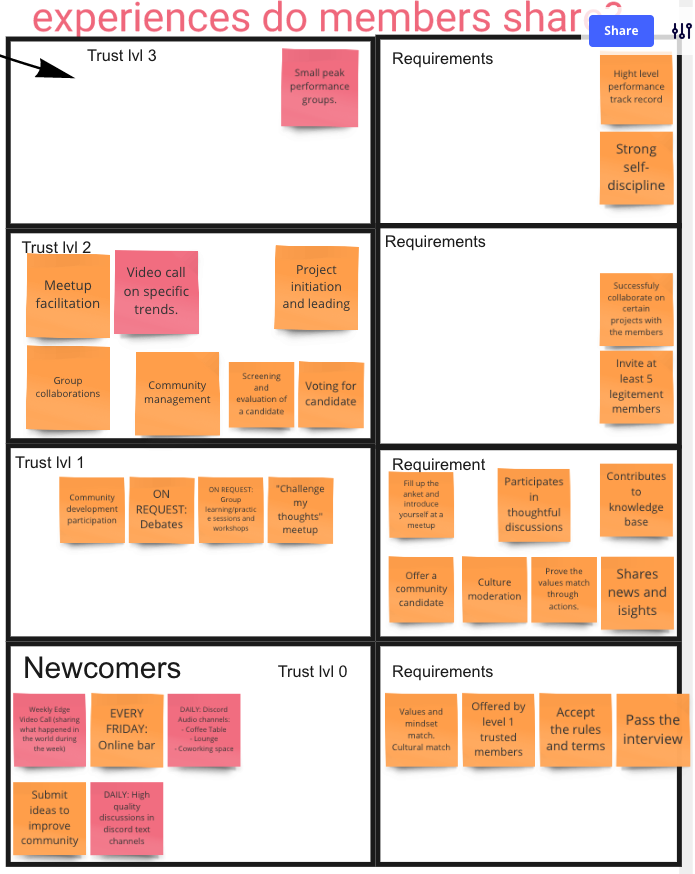 experiences do members share?
Share
Trust lvl 3
Small peak
performance
groups.
Requirements
Hight level
performance
track record
Strong
self-
discipline
Trust lvl 2
Meetup
facilitation
Video call
on specific
trends.
Project
initiation
and leading
Group
collaborations
Community
management
Screening
and
evaluation of
a candidate
Voting for
candidate
Requirements
Successfuly
collaborate on
certain
projects with
the members
Invite at
least 5
legitement
members
Trust lvl 1
Community
development
participation
ON
REQUEST:
Debates
ON REQUEST:
Group
learning/practic
e sessions and
workshops
"Challenge
my
thoughts"
meetup
Requirement
Fill up the
anket and
introduce
yourself at a
meetup
Participates
in
thoughtful
discussions
Contributes
to
knowledge
base
Offer a
community
candidate
Culture
moderation
Prove the
values match
through
actions.
Shares
news and
isights
Newcomers
Trust lvl 0
Weekly Edge
Video Call (sharing
what happened in
the world during
the week)
EVERY
FRIDAY:
Online bar
DAILY: Discord
Audio channels:
- Coffee Table
- Lounge
- Coworking space
Submit
ideas to
improve
community
DAILY: High
quality
discussions in
discord text
channels
Requirements
Values and
mindset
match.
Cultural match
Offered by
level 1
trusted
members
Accept
the rules
and terms
Pass the
interview